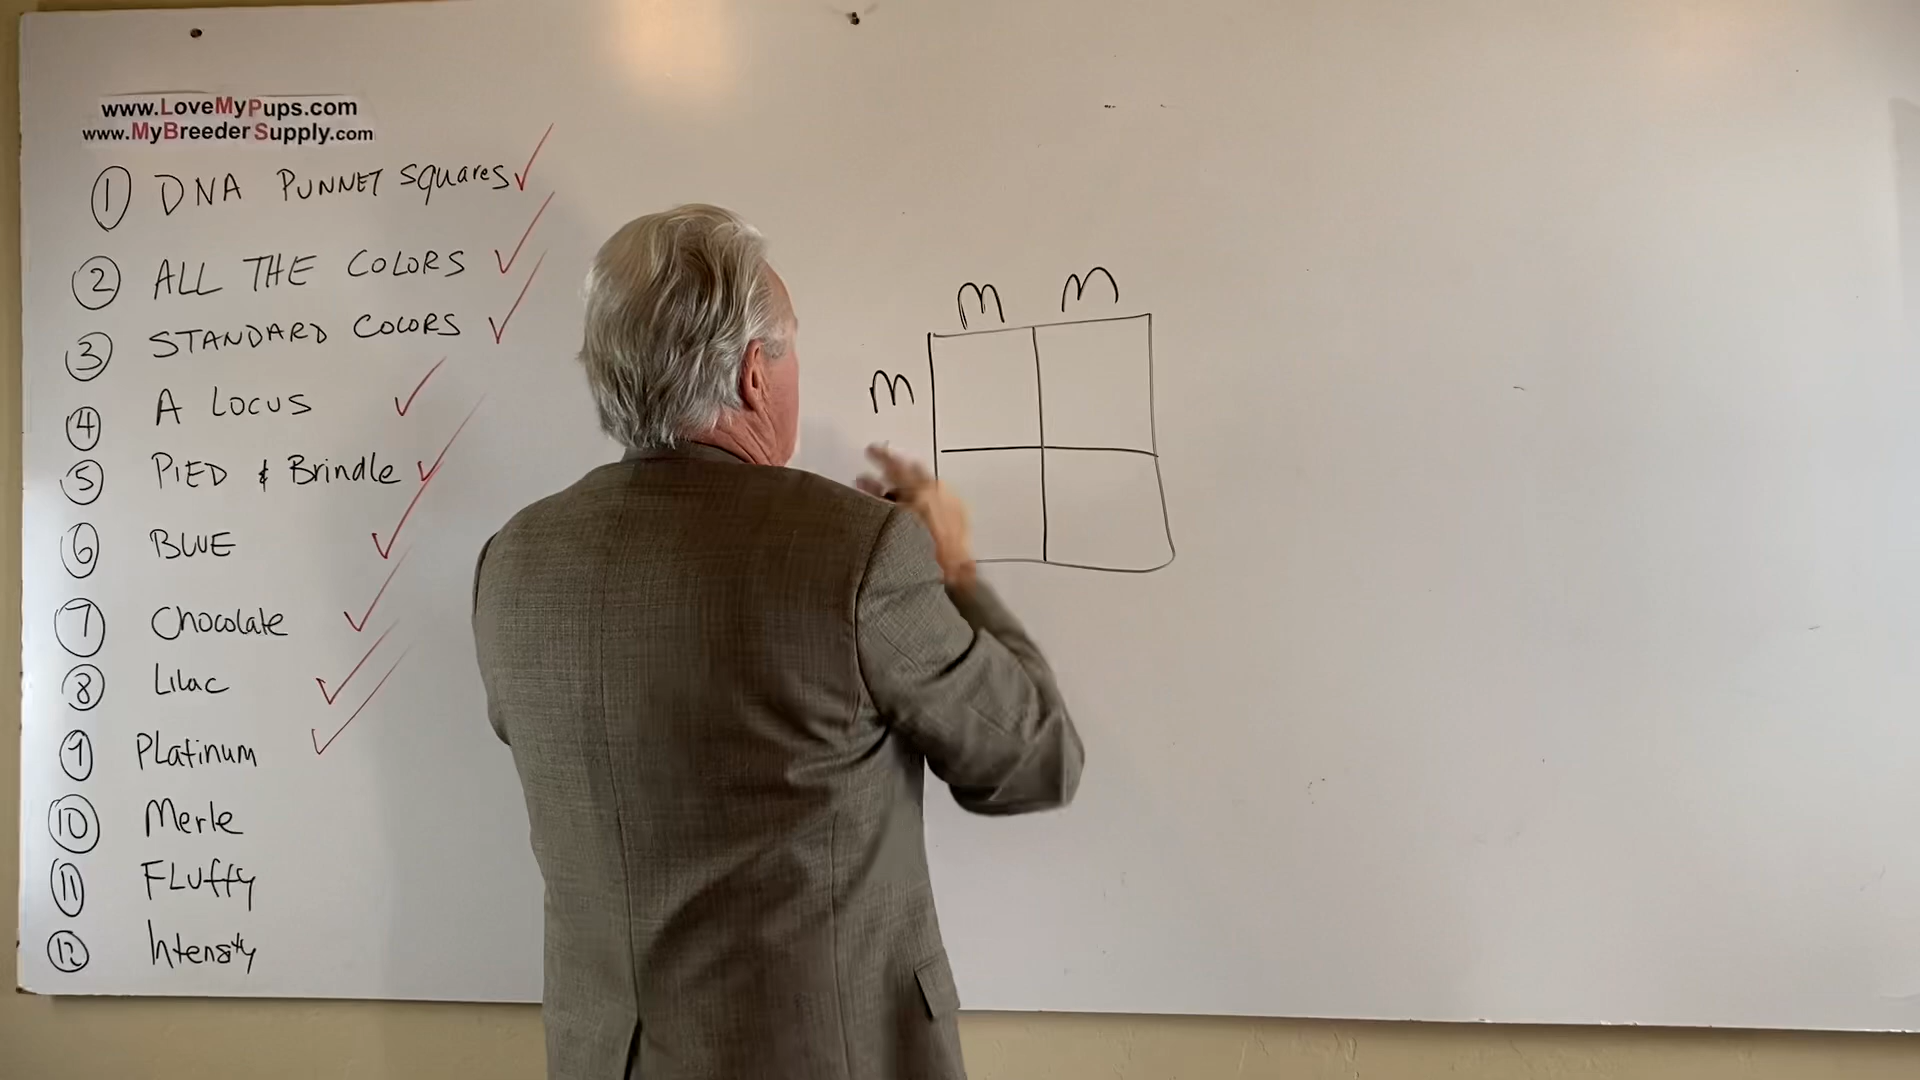 www.LoveMyPups.com
www.MyBreederSupply.com
1 DNA PUNNET Squares
2 ALL THE COLORS
3 STANDARD COLORS
4 A LOCUS
5 PIED & Brindle
6 BLUE
7 Chocolate
8 Lilac
9 Platinum
10 Merle
11 FLuffy
12 Intensity
m m
m